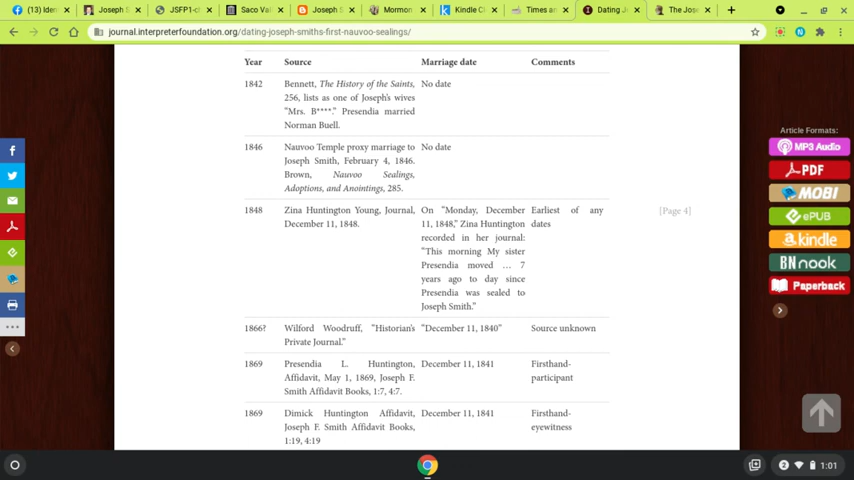 (13) Iden
Joseph S
JSFP1-c
Saco Val
Joseph S
Mormon
Kindle Cl
Times an
Dating J
The Jose
journal.interpreterfoundation.org/dating-joseph-smiths-first-nauvoo-sealings/
Year Source Marriage date Comments
1842 Bennett, The History of the Saints, No date
256, lists as one of Joseph's wives
"Mrs. B****." Presendia married
Norman Buell.
1846 Nauvoo Temple proxy marriage to No date
Joseph Smith, February 4, 1846.
Brown, Nauvoo Sealings,
Adoptions, and Anointings, 285.
1848 Zina Huntington Young, Journal, On "Monday, December Earliest of any [Page 4]
December 11, 1848. 11, 1848," Zina Huntington dates
recorded in her journal:
"This morning My sister
Presendia moved … 7
years ago to day since
Presendia was sealed to
Joseph Smith."
1866? Wilford Woodruff, "Historian's "December 11, 1840" Source unknown
Private Journal."
1869 Presendia L. Huntington, December 11, 1841 Firsthand-
Affidavit, May 1, 1869, Joseph F. participant
Smith Affidavit Books, 1:7, 4:7.
1869 Dimick Huntington Affidavit, December 11, 1841 Firsthand-
Joseph F. Smith Affidavit Books, eyewitness
1:19, 4:19
Article Formats:
MP3 Audio
PDF
MOBI
ePUB
kindle
BN nook
Paperback
2 1:01